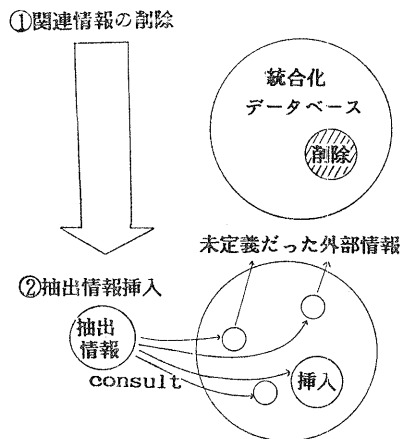 ①関連情報の削除
統合化
データベース
削除
未定義だった外部情報
②抽出情報挿入
抽出
情報
挿入
consult